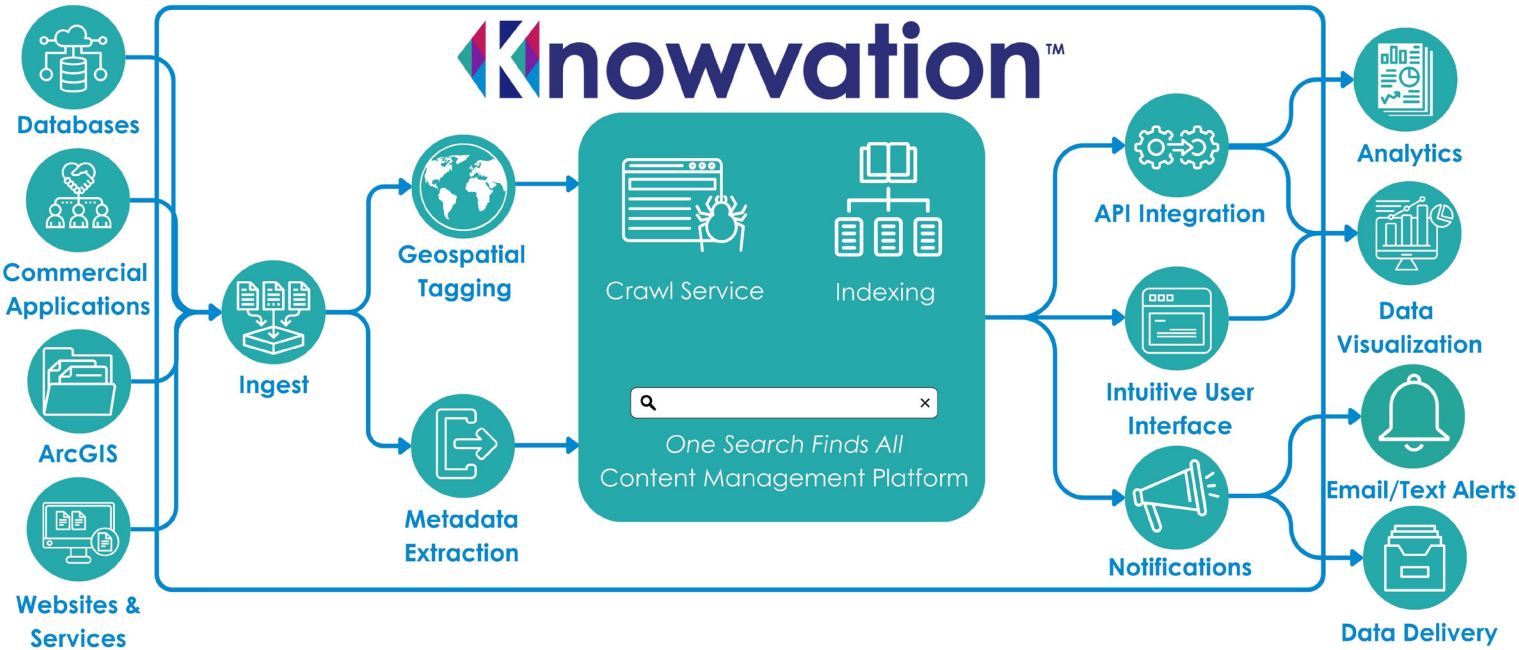 Knowvation™
Databases
Commercial
Applications
ArcGIS
Websites &
Services
Ingest
Geospatial
Tagging
Metadata
Extraction
Crawl Service
Indexing
One Search Finds All
Content Management Platform
API Integration
Intuitive User
Interface
Notifications
Analytics
Data
Visualization
Email/Text Alerts
Data Delivery